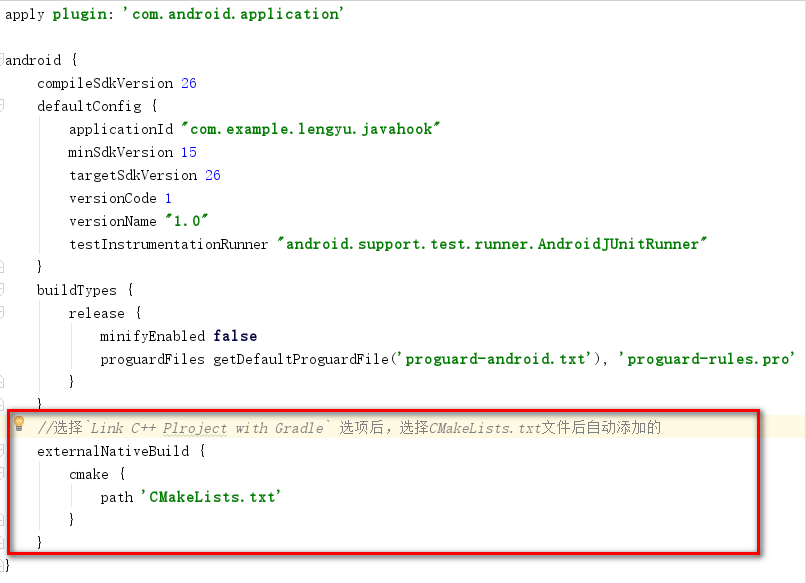 apply plugin: 'com.android.application'
android {
compileSdkVersion 26
defaultConfig {
applicationId "com.example.lengyu.javahook"
minSdkVersion 15
targetSdkVersion 26
versionCode 1
versionName "1.0"
testInstrumentationRunner "android.support.test.runner.AndroidJUnitRunner"
}
buildTypes {
release {
minifyEnabled false
proguardFiles getDefaultProguardFile('proguard-android.txt'), 'proguard-rules.pro'
}
}
//选择`Link C++ Plroject with Gradle` 选项后，选择CMakeLists.txt文件后自动添加的
externalNativeBuild {
cmake {
path 'CMakeLists.txt'
}
}
}